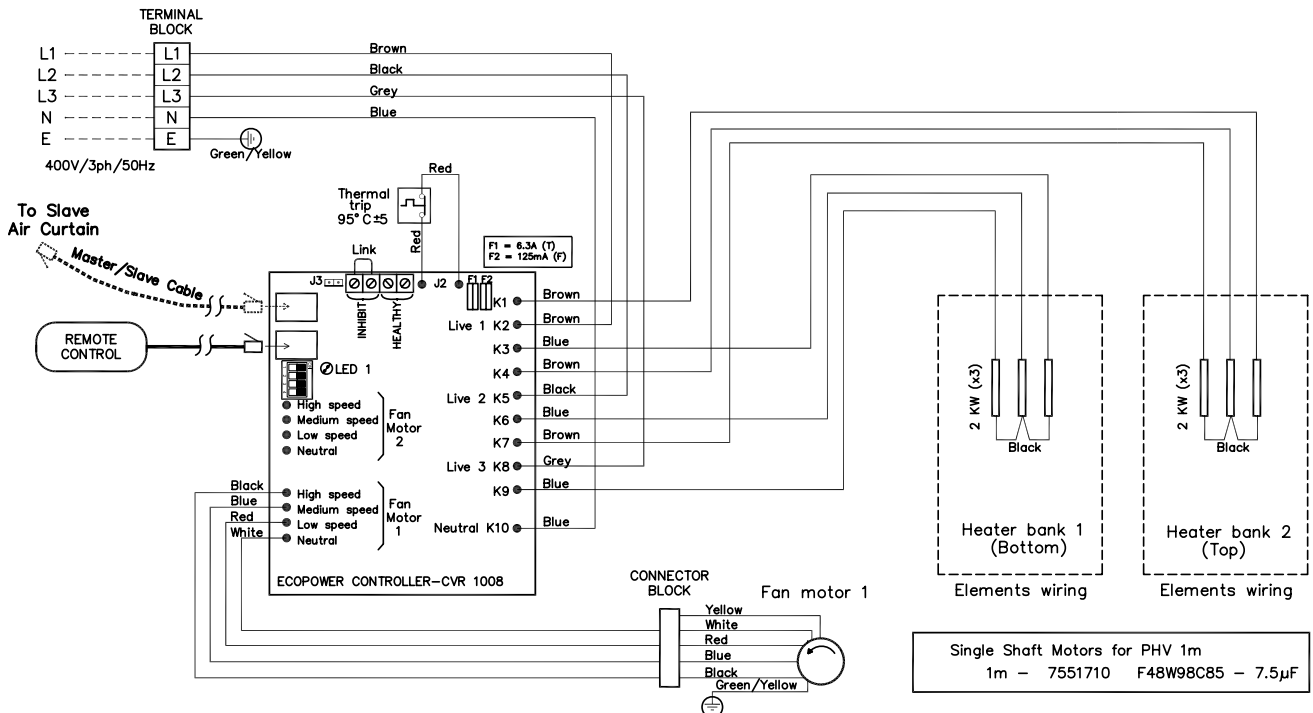 TERMINAL
BLOCK
L1 L1 Brown
L2 L2 Black
L3 L3 Grey
N N Blue
E E
Green/Yellow
400V/3ph/50Hz
Red
Thermal
trip
95°C±5
Red
To Slave
Air Curtain
Master/Slave Cable
Link
F1 = 6.3A (T)
F2 = 125mA (F)
J3
J2
F1 F2
INHIBIT
HEALTHY
REMOTE
CONTROL
LED 1
K1 Brown
Live 1 K2 Brown
K3 Blue
K4 Brown
Live 2 K5 Black
K6 Blue
K7 Brown
Live 3 K8 Grey
K9 Blue
Neutral K10 Blue
High speed
Medium speed
Low speed
Neutral
Fan
Motor
2
Black High speed
Blue Medium speed
Red Low speed
White Neutral
Fan
Motor
1
ECOPOWER CONTROLLER-CVR 1008
CONNECTOR
BLOCK
Fan motor 1
Yellow
White
Red
Blue
Black
Green/Yellow
2 KW (x3)
Black
Heater bank 1
(Bottom)
Elements wiring
2 KW (x3)
Black
Heater bank 2
(Top)
Elements wiring
Single Shaft Motors for PHV 1m
1m - 7551710 F48W98C85 - 7.5µF